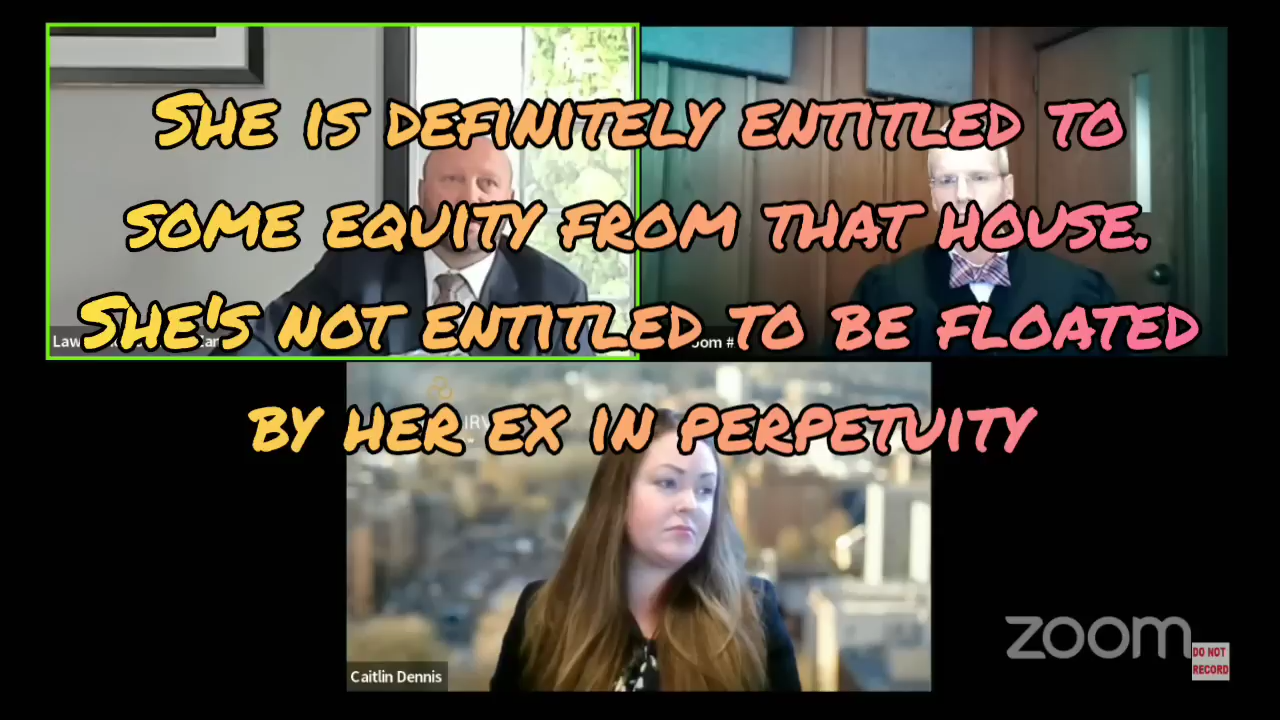 She is definitely entitled to
some equity from that house.
She's not entitled to be floated
by her ex in perpetuity
Caitlin Dennis
zoom
DO NOT
RECORD